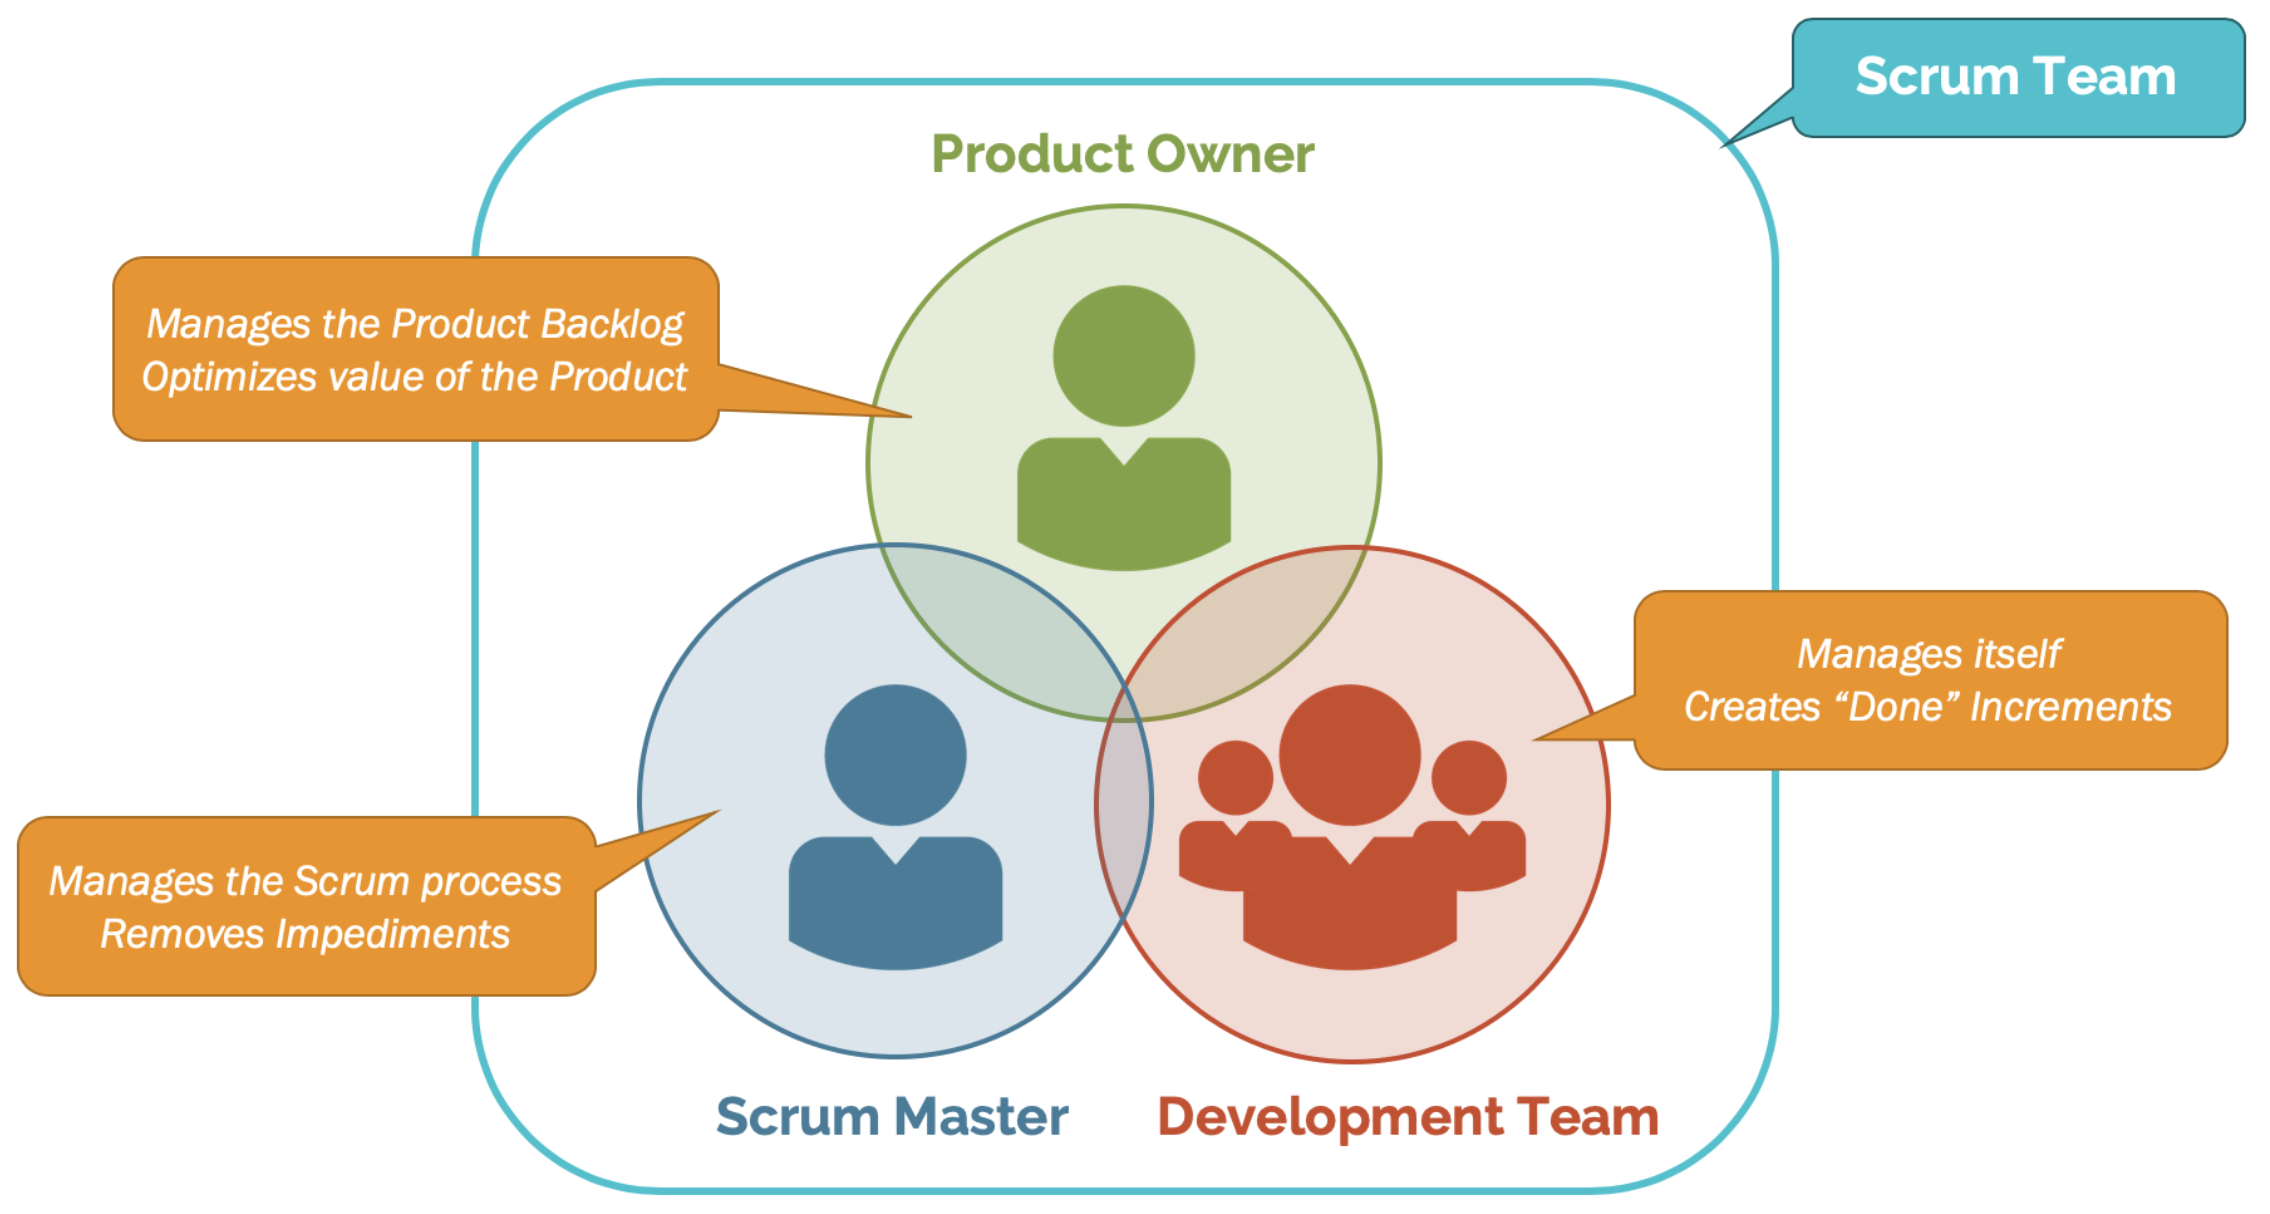 Scrum Team
Product Owner
Manages the Product Backlog
Optimizes value of the Product
Manages itself
Creates “Done” Increments
Manages the Scrum process
Removes Impediments
Scrum Master
Development Team